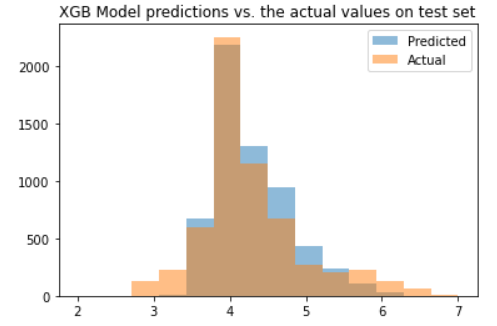 XGB Model predictions vs. the actual values on test set
Predicted
Actual
2000
1500
1000
500
0
2 3 4 5 6 7